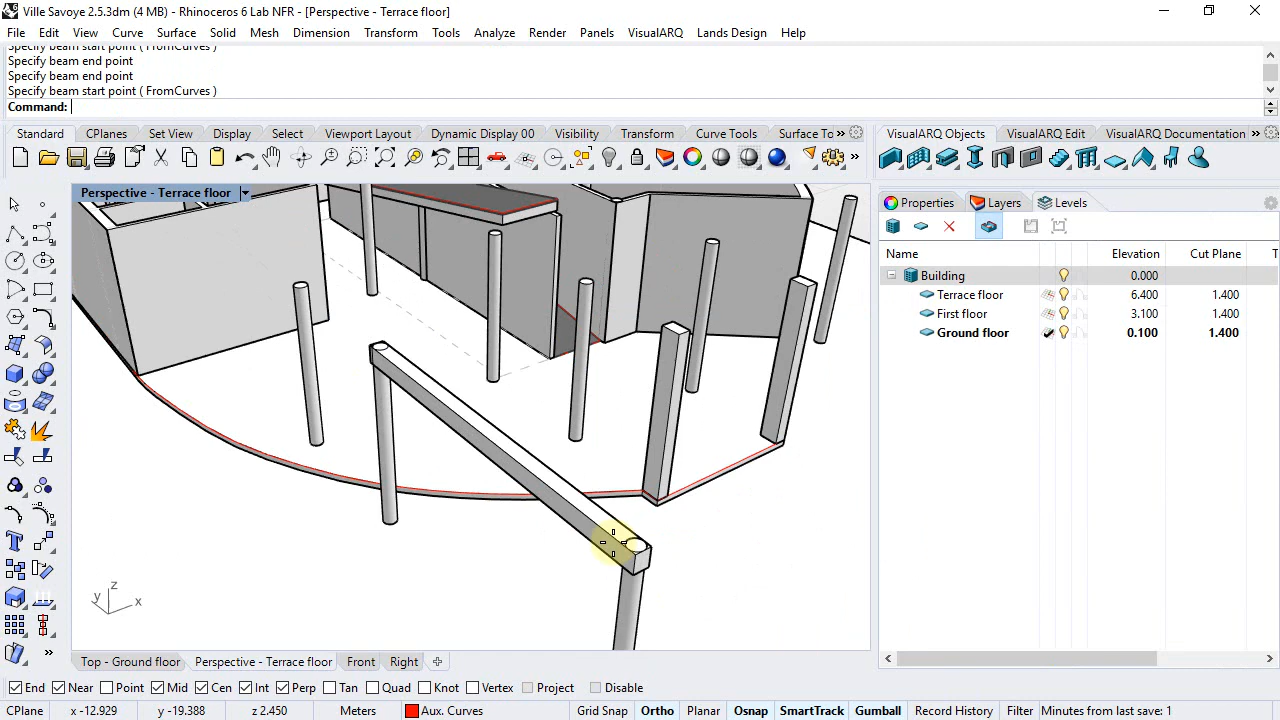 Ville Savoye 2.5.3dm (4 MB) - Rhinoceros 6 Lab NFR - [Perspective - Terrace floor]
File Edit View Curve Surface Solid Mesh Dimension Transform Tools Analyze Render Panels VisualARQ Lands Design Help
Specify beam start point ( FromCurves )
Specify beam end point
Specify beam end point
Specify beam start point ( FromCurves )
Command:
Standard CPlanes Set View Display Select Viewport Layout Dynamic Display 00 Visibility Transform Curve Tools Surface To »
VisualARQ Objects VisualARQ Edit VisualARQ Documentation »
Perspective - Terrace floor
Properties Layers Levels
Name Elevation Cut Plane T
Building 0.000
Terrace floor 6.400 1.400
First floor 3.100 1.400
Ground floor 0.100 1.400
z
y x
Top - Ground floor Perspective - Terrace floor Front Right
End Near Point Mid Cen Int Perp Tan Quad Knot Vertex Project Disable
CPlane x -12.929 y -19.388 z 2.450 Meters Aux. Curves Grid Snap Ortho Planar Osnap SmartTrack Gumball Record History Filter Minutes from last save: 1